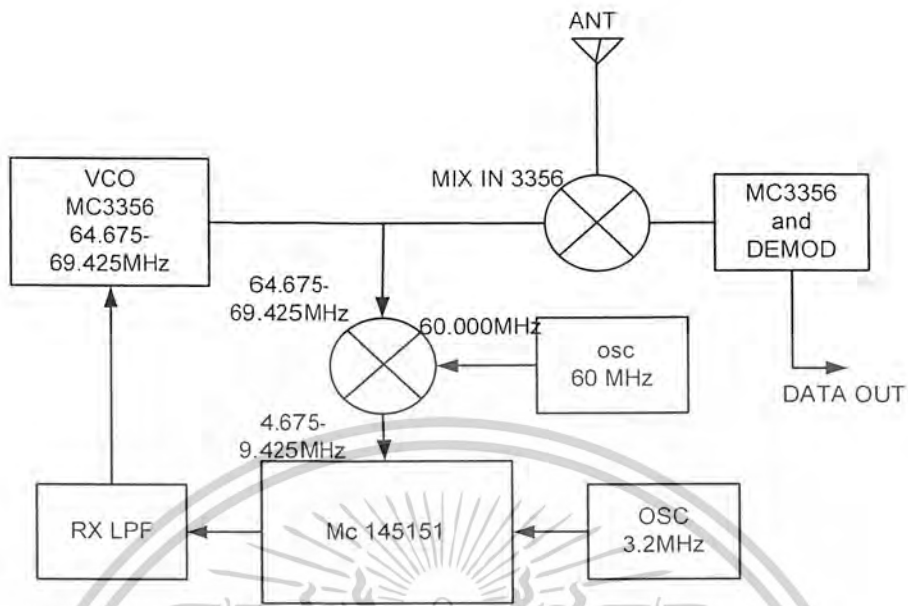 ANT
VCO
MC3356
64.675-
69.425MHz
MIX IN 3356
MC3356
and
DEMOD
64.675-
69.425MHz
60.000MHz
osc
60 MHz
DATA OUT
4.675-
9.425MHz
RX LPF
Mc 145151
OSC
3.2MHz